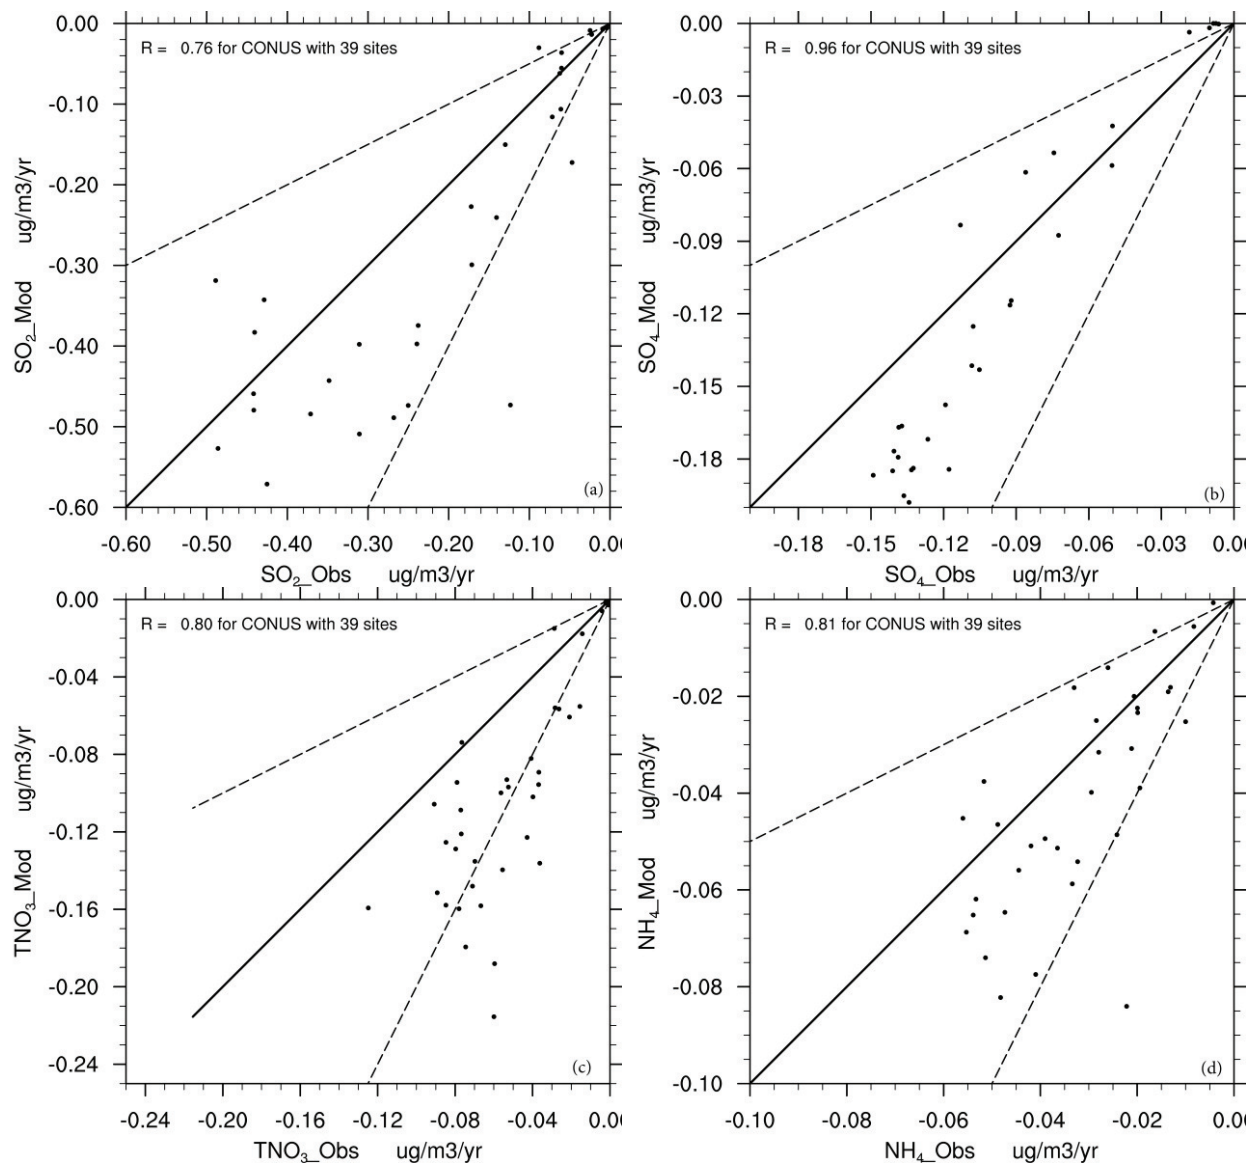 0.00
-0.10
-0.20
-0.30
-0.40
-0.50
-0.60
SO₂_Mod ug/m3/yr
R = 0.76 for CONUS with 39 sites
(a)
-0.60 -0.50 -0.40 -0.30 -0.20 -0.10 0.00
SO₂_Obs ug/m3/yr
0.00
-0.03
-0.06
-0.09
-0.12
-0.15
-0.18
SO₄_Mod ug/m3/yr
R = 0.96 for CONUS with 39 sites
(b)
-0.18 -0.15 -0.12 -0.09 -0.06 -0.03 0.0
SO₄_Obs ug/m3/yr
0.00
-0.04
-0.08
-0.12
-0.16
-0.20
-0.24
TNO₃_Mod ug/m3/yr
R = 0.80 for CONUS with 39 sites
(c)
-0.24 -0.20 -0.16 -0.12 -0.08 -0.04 0.00
TNO₃_Obs ug/m3/yr
0.00
-0.02
-0.04
-0.06
-0.08
-0.10
NH₄_Mod ug/m3/yr
R = 0.81 for CONUS with 39 sites
(d)
-0.10 -0.08 -0.06 -0.04 -0.02 0.0
NH₄_Obs ug/m3/yr